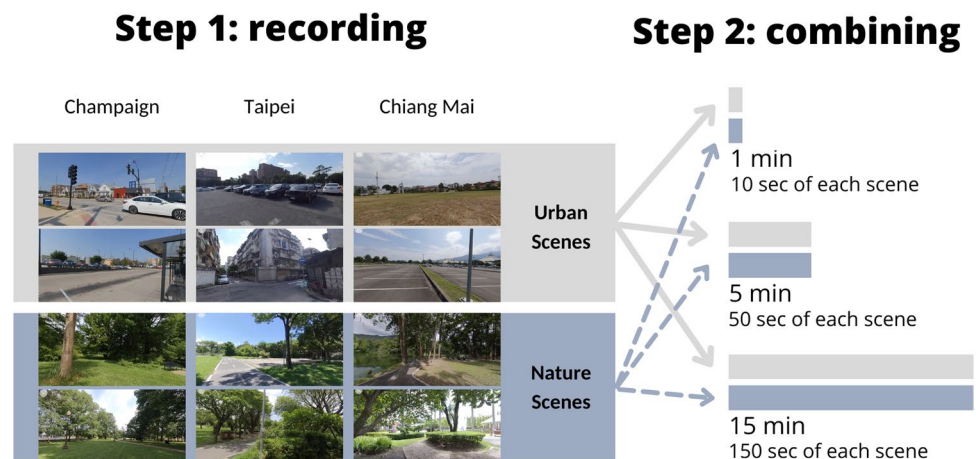 Step 1: recording
Step 2: combining
Champaign
Taipei
Chiang Mai
Urban
Scenes
Nature
Scenes
1 min
10 sec of each scene
5 min
50 sec of each scene
15 min
150 sec of each scene